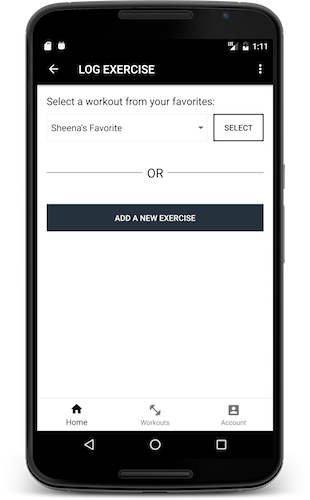 1:11
LOG EXERCISE
Select a workout from your favorites:
Sheena's Favorite
SELECT
OR
ADD A NEW EXERCISE
Home
Workouts
Account